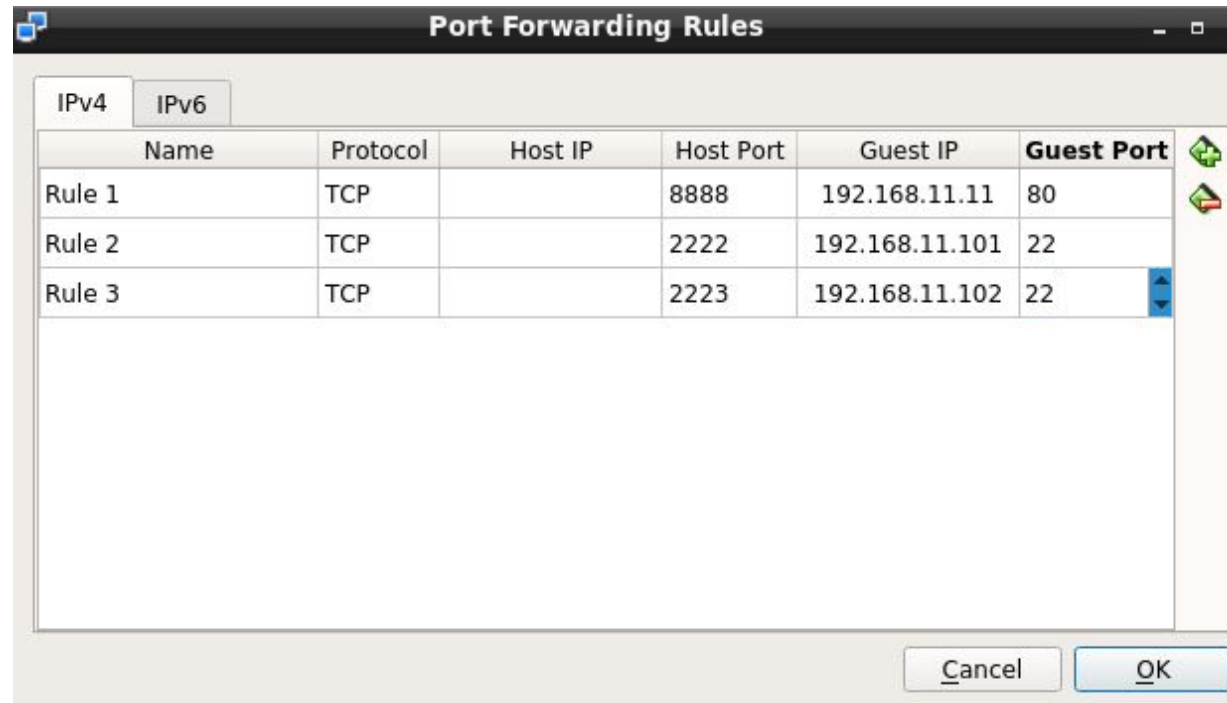 Port Forwarding Rules
IPv4 IPv6
Name Protocol Host IP Host Port Guest IP Guest Port
Rule 1 TCP 8888 192.168.11.11 80
Rule 2 TCP 2222 192.168.11.101 22
Rule 3 TCP 2223 192.168.11.102 22
Cancel OK